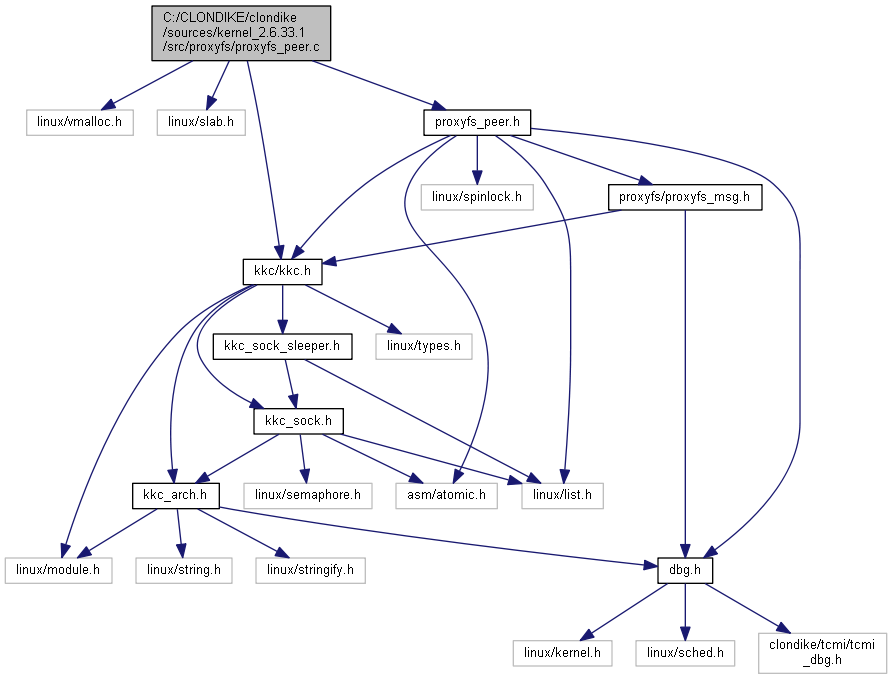 C:/CLONDIKE/clondike
/sources/kernel_2.6.33.1
/src/proxyfs/proxyfs_peer.c
linux/vmalloc.h
linux/slab.h
proxyfs_peer.h
linux/spinlock.h
proxyfs/proxyfs_msg.h
kkc/kkc.h
kkc_sock_sleeper.h
linux/types.h
kkc_sock.h
kkc_arch.h
linux/semaphore.h
asm/atomic.h
linux/list.h
linux/module.h
linux/string.h
linux/stringify.h
dbg.h
linux/kernel.h
linux/sched.h
clondike/tcmi/tcmi
_dbg.h